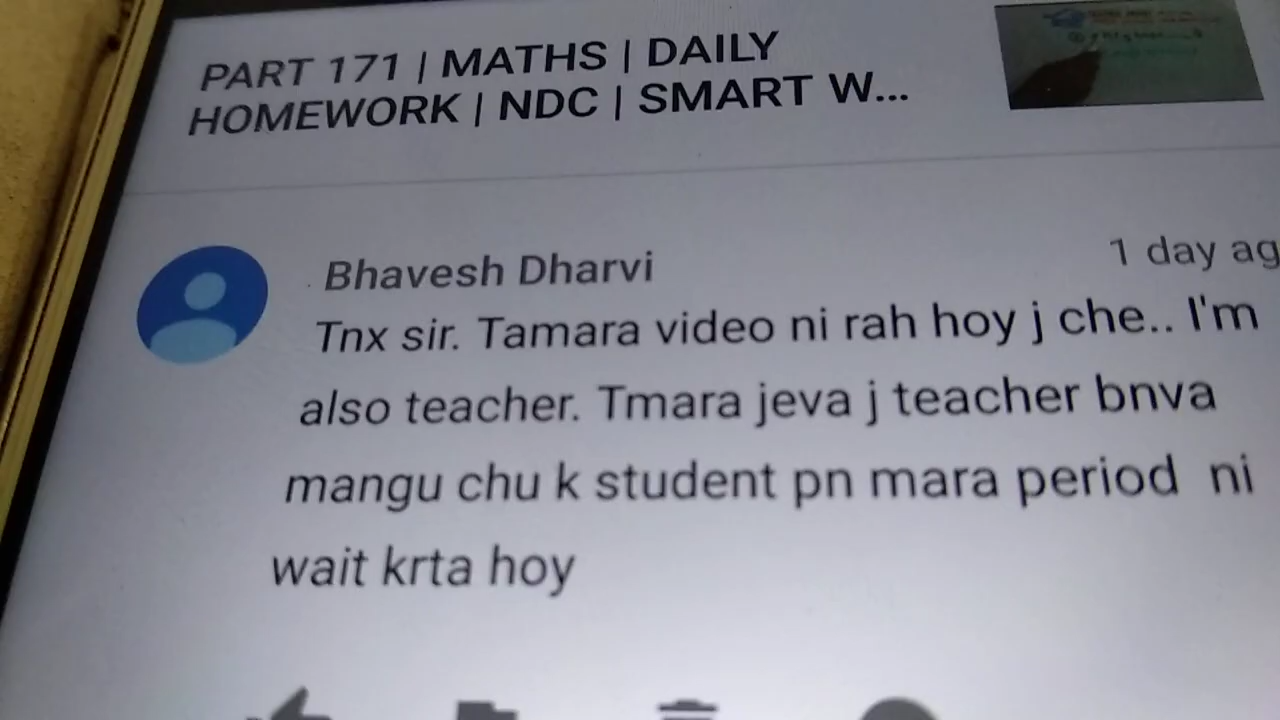 PART 171 | MATHS | DAILY
HOMEWORK | NDC | SMART W...
Bhavesh Dharvi
1 day ag
Tnx sir. Tamara video ni rah hoy j che.. I'm
also teacher. Tmara jeva j teacher bnva
mangu chu k student pn mara period ni
wait krta hoy